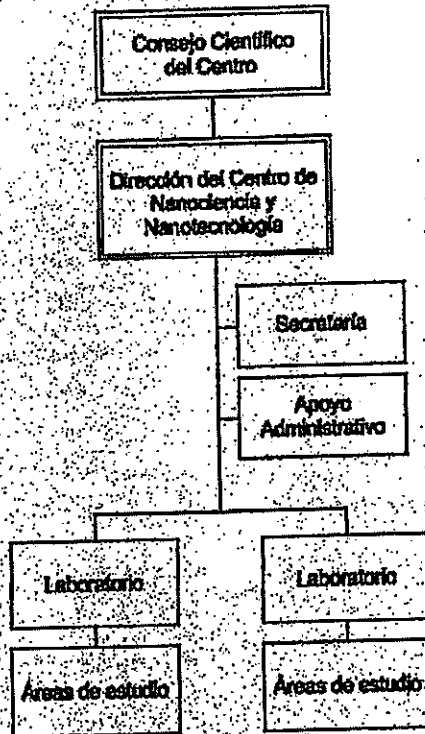 Consejo Científico
del Centro
Dirección del Centro de
Nanociencia y
Nanotecnología
Secretaría
Apoyo
Administrativo
Laboratorio
Laboratorio
Áreas de estudio
Áreas de estudio